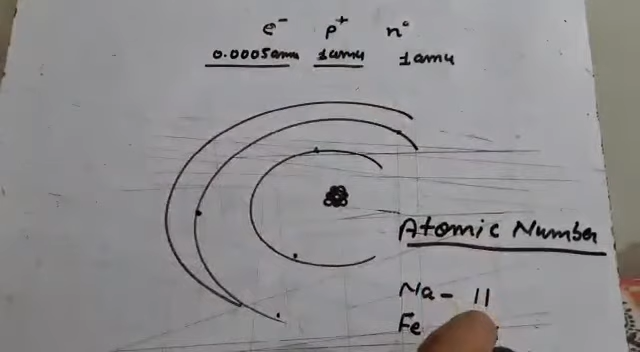 e⁻ p⁺ n°
0.0005amu 1amu 1amu
Atomic Number
Na - 11
Fe